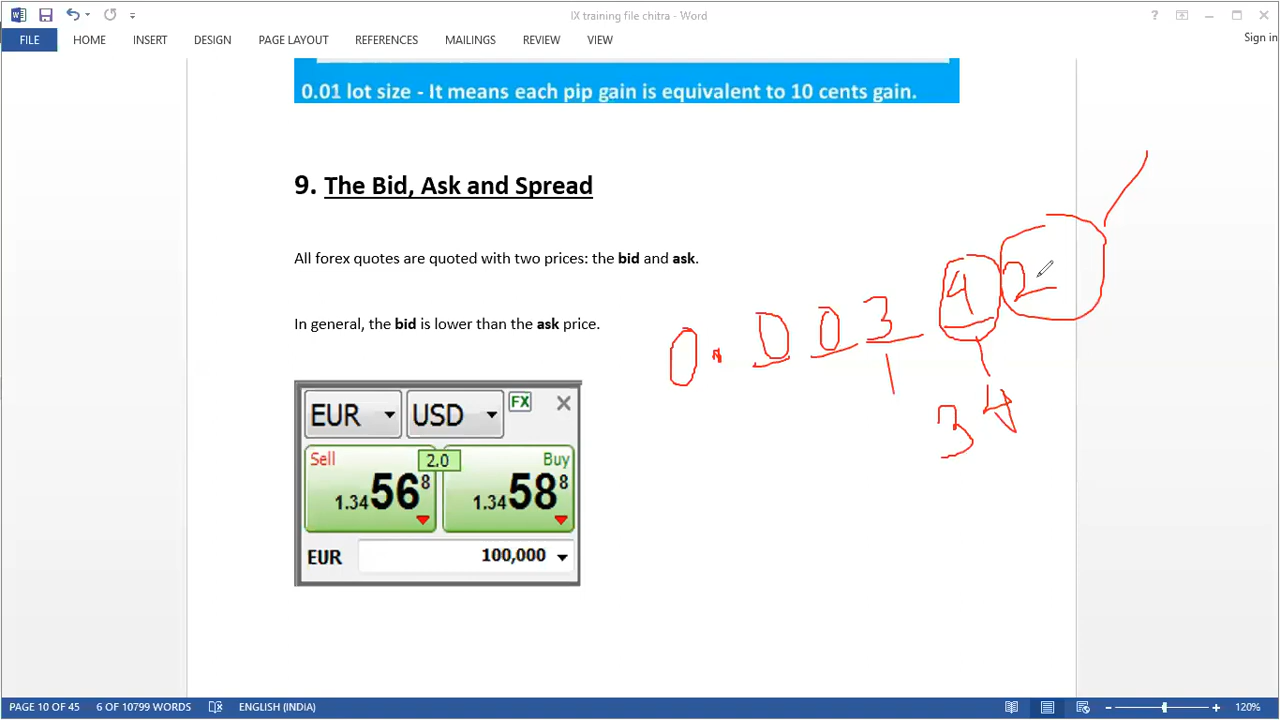 IX training file chitra - Word
?
Sign in
FILE HOME INSERT DESIGN PAGE LAYOUT REFERENCES MAILINGS REVIEW VIEW
0.01 lot size - It means each pip gain is equivalent to 10 cents gain.
9. The Bid, Ask and Spread
All forex quotes are quoted with two prices: the bid and ask.
In general, the bid is lower than the ask price.
0.00342
34
EUR USD FX
Sell 2.0 Buy
1.34568 1.34588
EUR 100,000
PAGE 10 OF 45 6 OF 10799 WORDS ENGLISH (INDIA) 120%